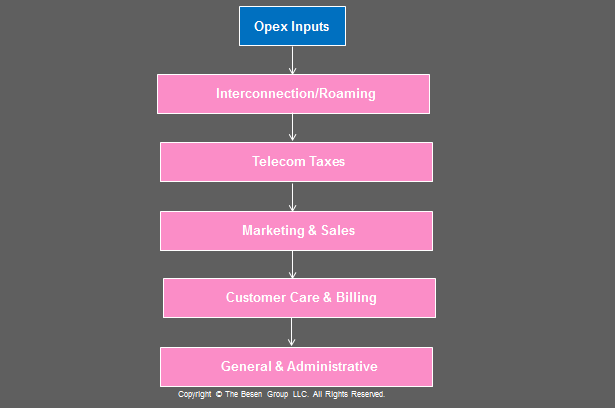 Opex Inputs
Interconnection/Roaming
Telecom Taxes
Marketing & Sales
Customer Care & Billing
General & Administrative
Copyright © The Besen Group LLC. All Rights Reserved.